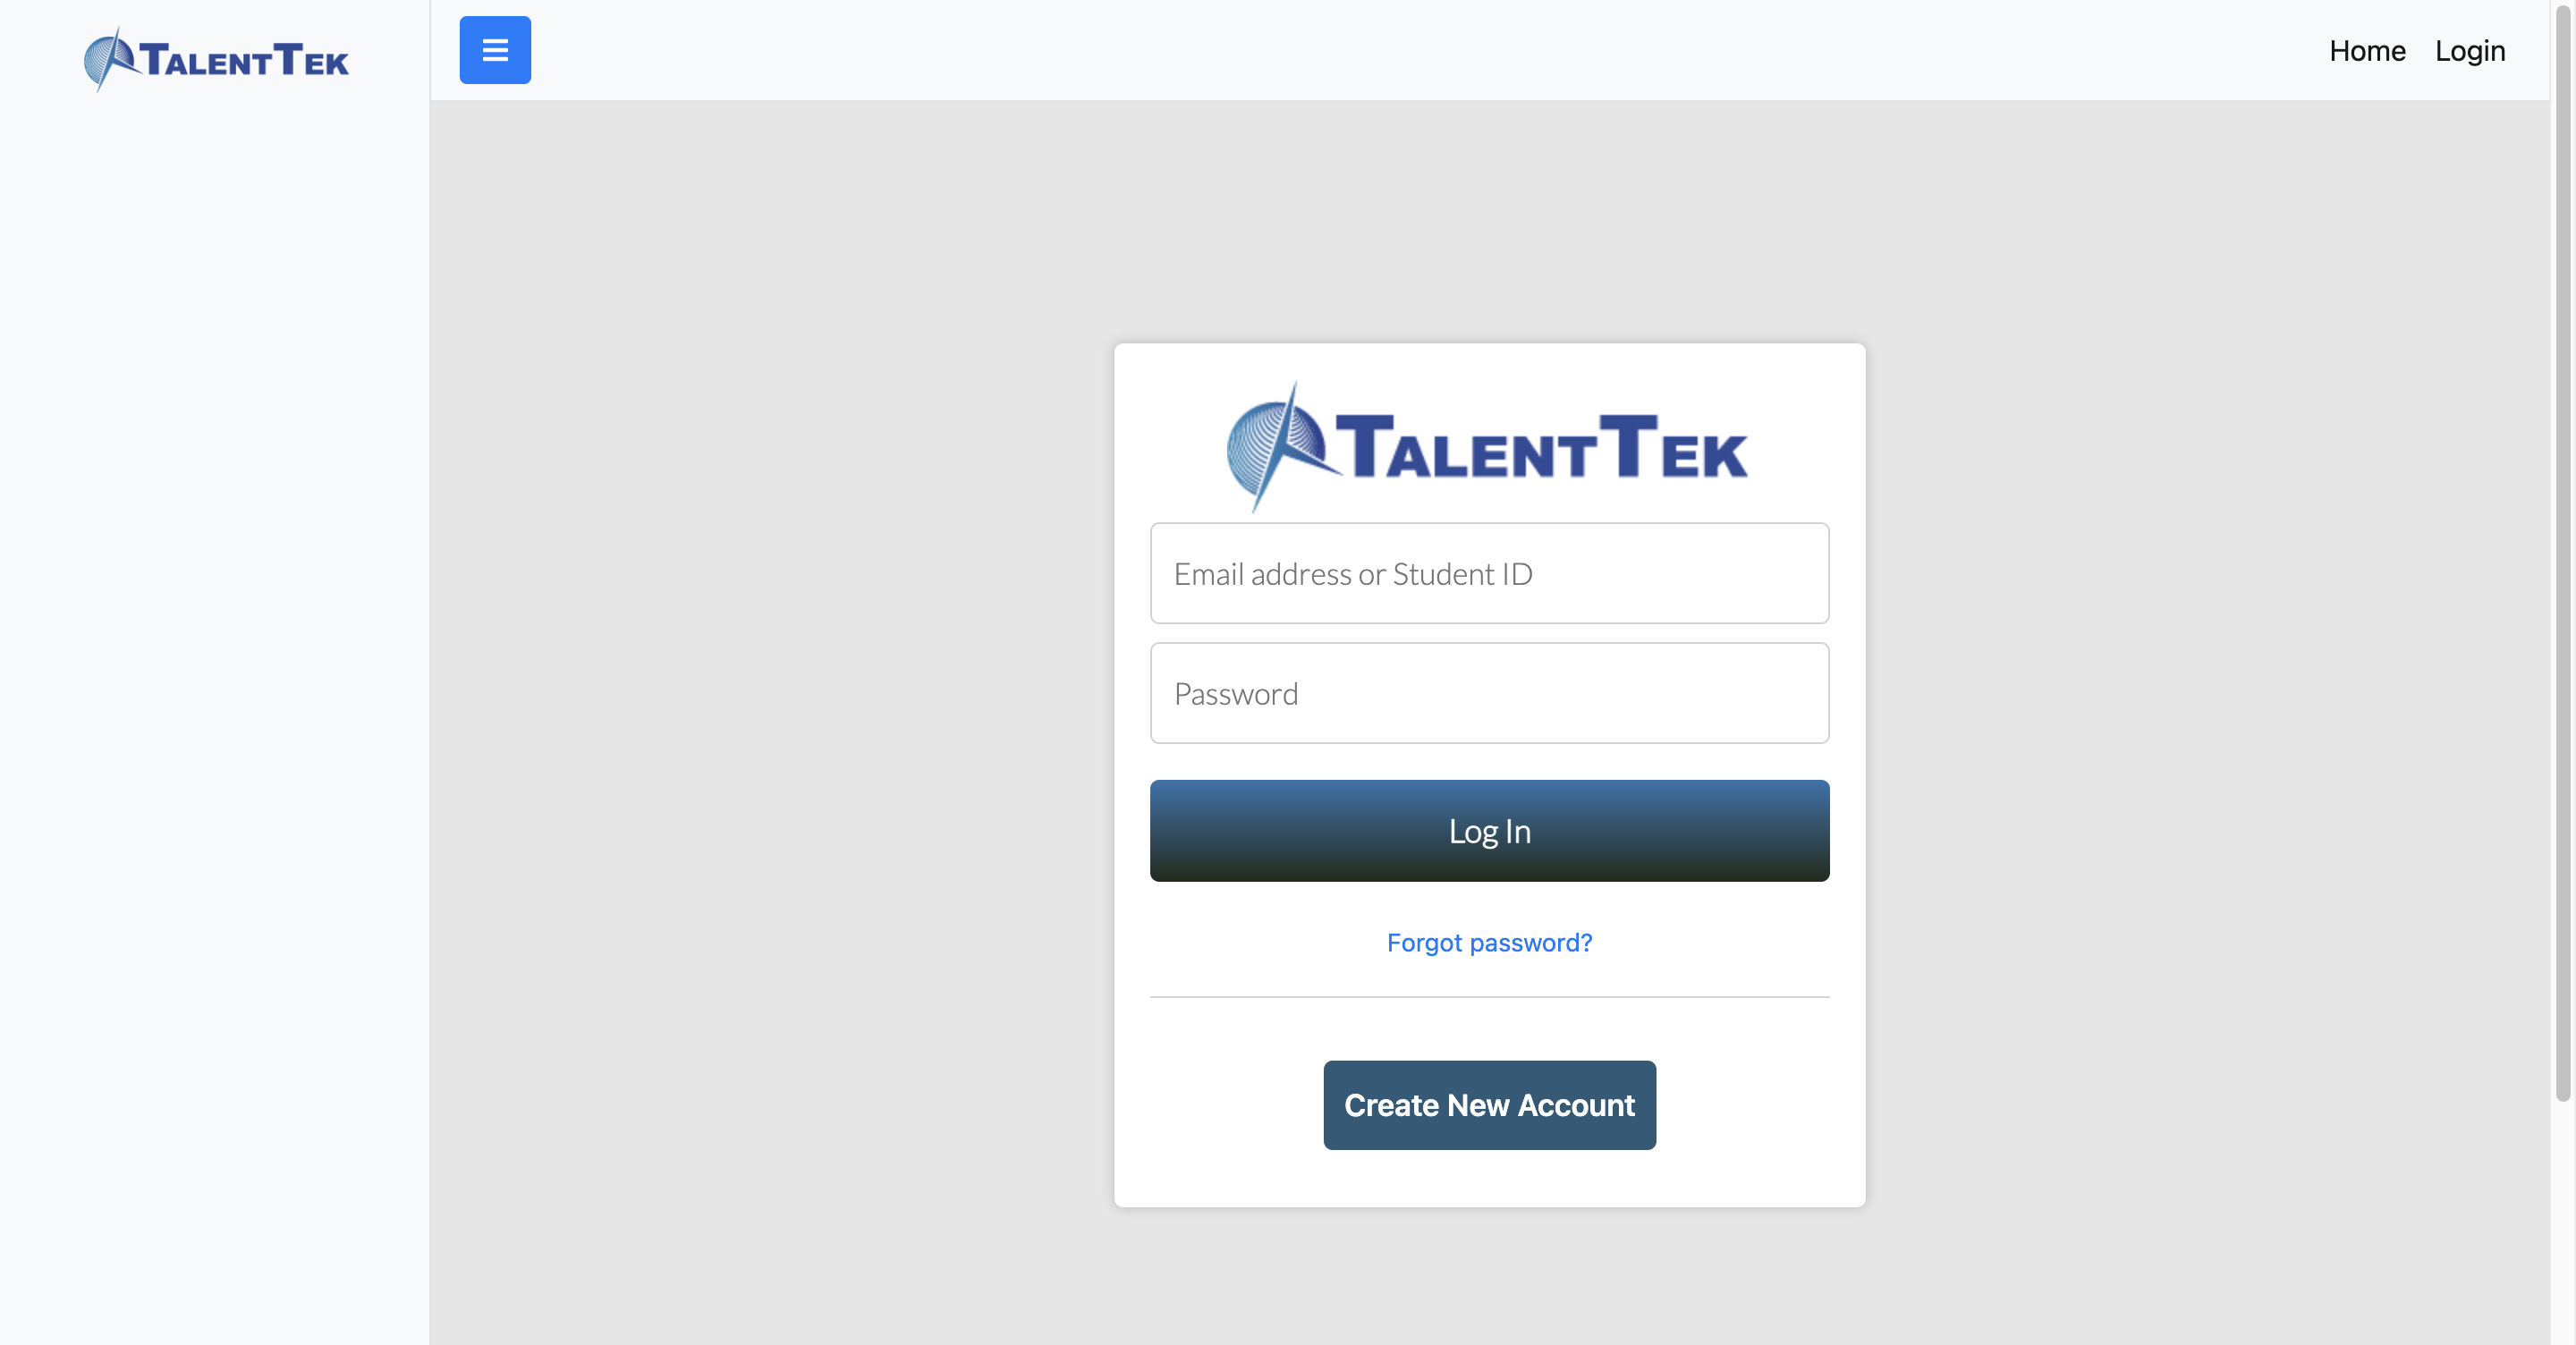 TALENTTEK
Home Login
TALENTTEK
Email address or Student ID
Password
Log In
Forgot password?
Create New Account